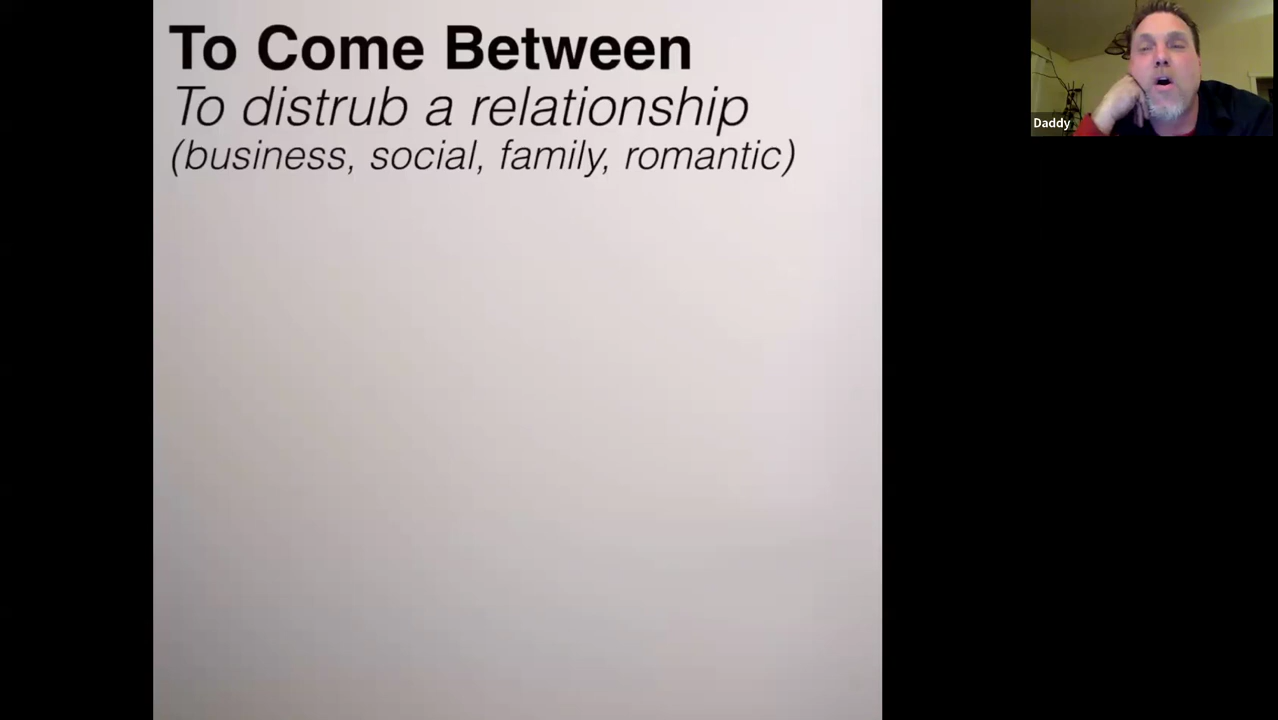 To Come Between
To distrub a relationship
(business, social, family, romantic)
Daddy